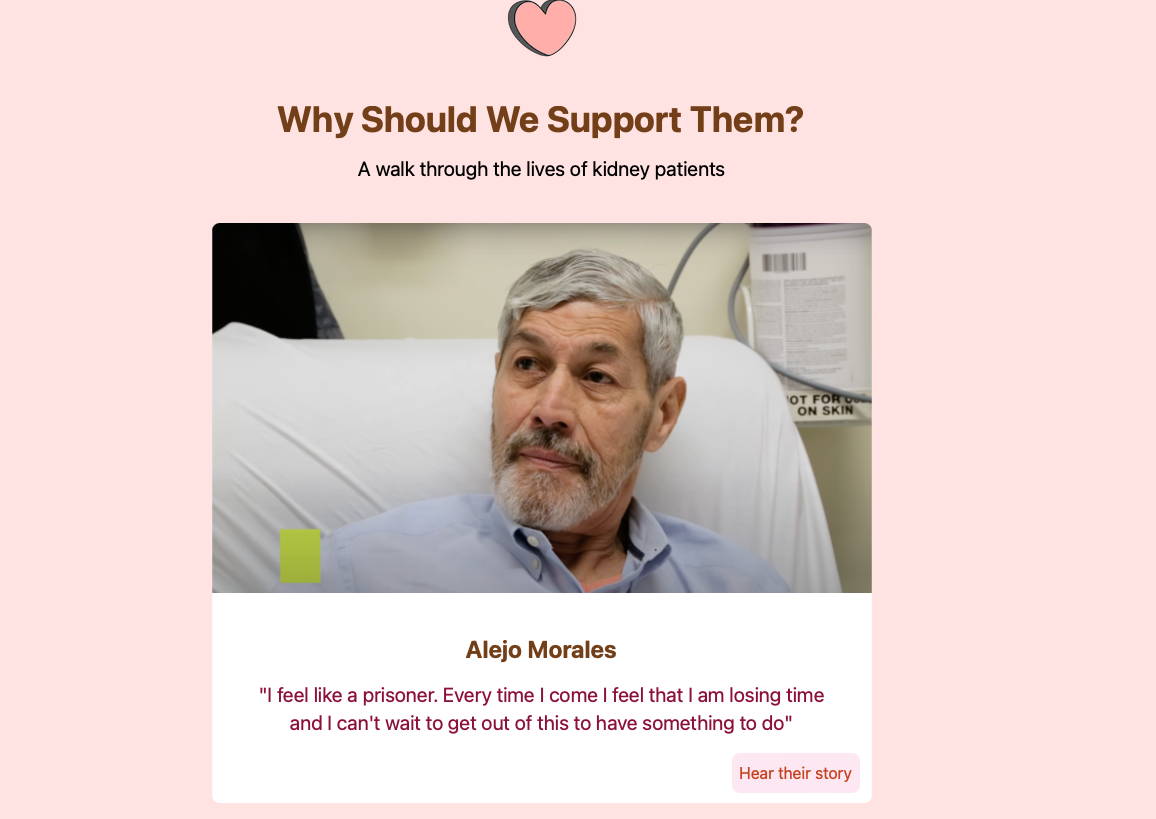 Why Should We Support Them?
A walk through the lives of kidney patients
NOT FOR USE
ON SKIN
Alejo Morales
"I feel like a prisoner. Every time I come I feel that I am losing time
and I can't wait to get out of this to have something to do"
Hear their story